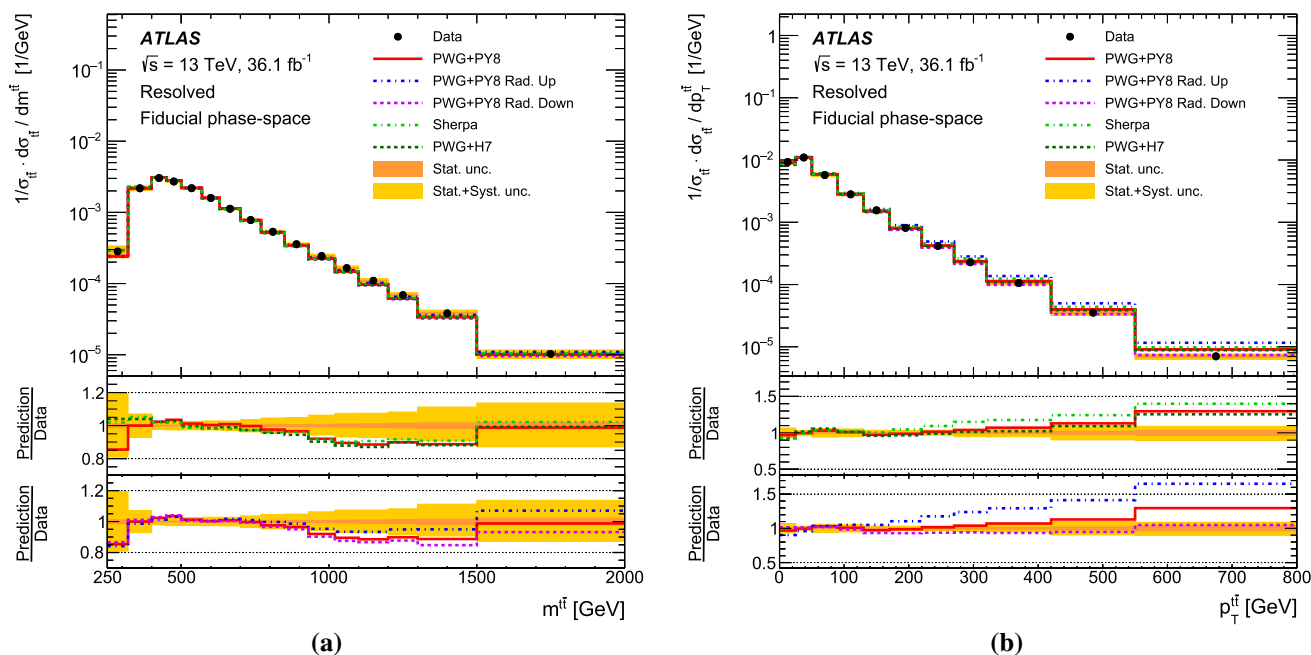 1/σ_tt̄ · dσ_tt̄ / dm^tt̄ [1/GeV]
10⁻¹
10⁻²
10⁻³
10⁻⁴
10⁻⁵
ATLAS
√s = 13 TeV, 36.1 fb⁻¹
Resolved
Fiducial phase-space
Data
PWG+PY8
PWG+PY8 Rad. Up
PWG+PY8 Rad. Down
Sherpa
PWG+H7
Stat. unc.
Stat.+Syst. unc.
Prediction
Data
1.2
1
0.8
Prediction
Data
1.2
1
0.8
250 500 1000 1500 2000
m^tt̄ [GeV]
(a)
1/σ_tt̄ · dσ_tt̄ / dp_T^tt̄ [1/GeV]
1
10⁻¹
10⁻²
10⁻³
10⁻⁴
10⁻⁵
ATLAS
√s = 13 TeV, 36.1 fb⁻¹
Resolved
Fiducial phase-space
Data
PWG+PY8
PWG+PY8 Rad. Up
PWG+PY8 Rad. Down
Sherpa
PWG+H7
Stat. unc.
Stat.+Syst. unc.
Prediction
Data
1.5
1
0.5
Prediction
Data
1.5
1
0.5
0 100 200 300 400 500 600 700 800
p_T^tt̄ [GeV]
(b)